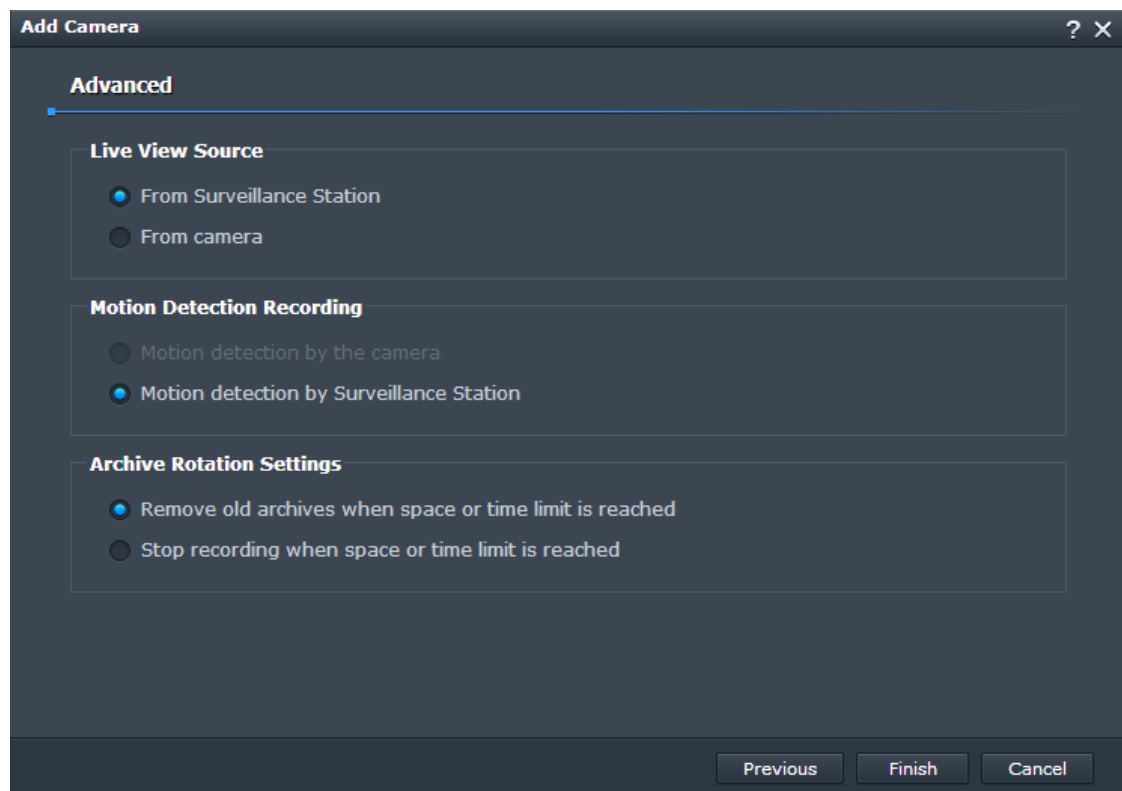 Add Camera
?
Advanced
Live View Source
From Surveillance Station
From camera
Motion Detection Recording
Motion detection by the camera
Motion detection by Surveillance Station
Archive Rotation Settings
Remove old archives when space or time limit is reached
Stop recording when space or time limit is reached
Previous Finish Cancel